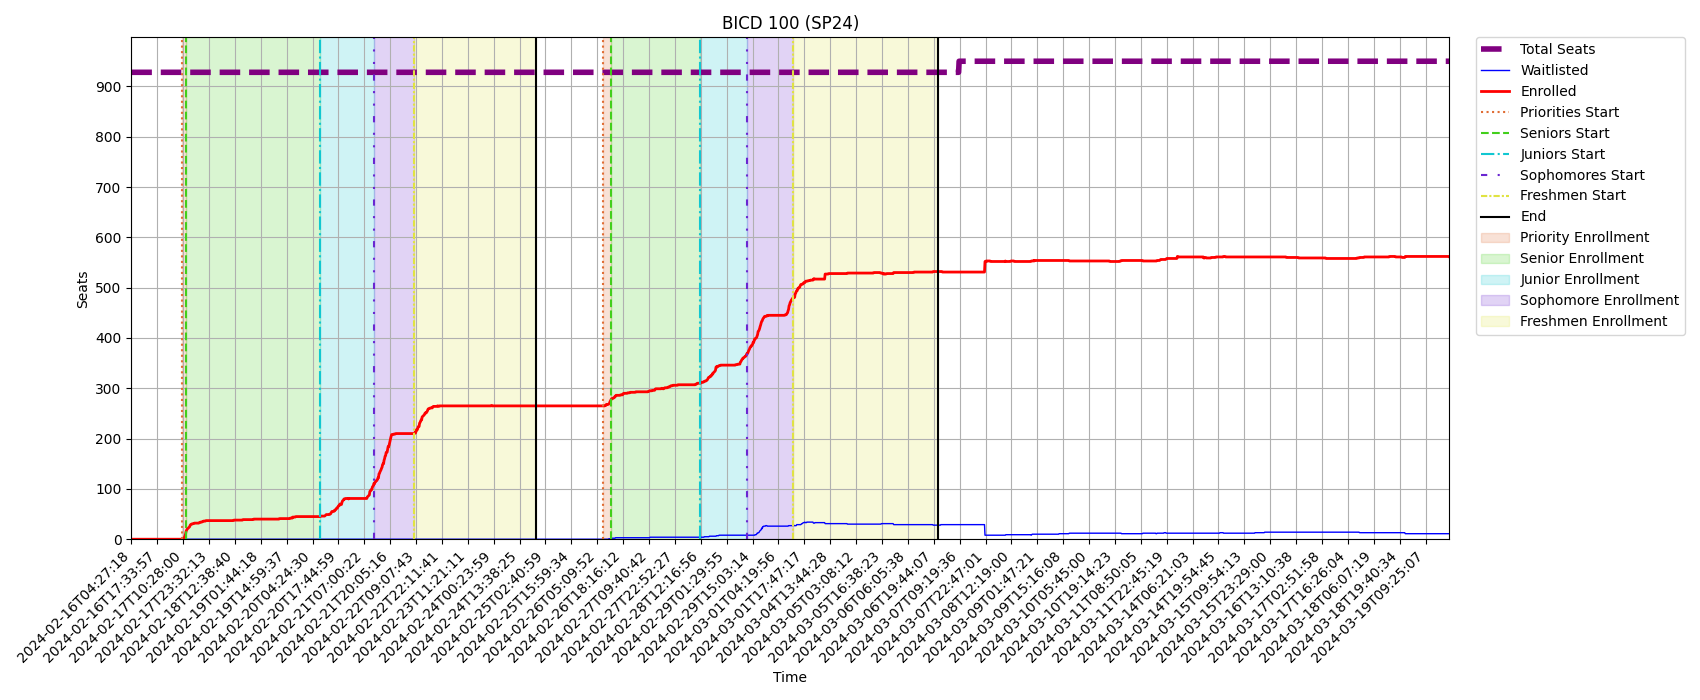 BICD 100 (SP24)
Seats
900
800
700
600
500
400
300
200
100
0
2024-02-16T04:27:18
2024-02-16T17:33:57
2024-02-17T10:28:00
2024-02-17T23:32:13
2024-02-18T12:38:40
2024-02-19T01:44:18
2024-02-19T14:59:37
2024-02-20T04:24:30
2024-02-20T17:44:59
2024-02-21T07:00:22
2024-02-21T20:05:16
2024-02-22T09:07:43
2024-02-22T22:11:41
2024-02-23T11:21:11
2024-02-24T00:23:59
2024-02-24T13:38:25
2024-02-25T02:40:59
2024-02-25T15:59:34
2024-02-26T05:09:52
2024-02-26T18:16:12
2024-02-27T09:40:42
2024-02-27T22:52:27
2024-02-28T12:16:56
2024-02-29T01:29:55
2024-02-29T15:03:14
2024-03-01T04:19:56
2024-03-01T17:47:17
2024-03-04T13:44:28
2024-03-05T03:08:12
2024-03-05T16:38:23
2024-03-06T06:05:38
2024-03-06T19:44:07
2024-03-07T09:19:36
2024-03-07T22:47:01
2024-03-08T12:19:00
2024-03-09T01:47:21
2024-03-09T15:16:08
2024-03-10T05:45:00
2024-03-10T19:14:23
2024-03-11T08:50:05
2024-03-11T22:45:19
2024-03-14T06:21:03
2024-03-14T19:54:45
2024-03-15T09:54:13
2024-03-15T23:29:00
2024-03-16T13:10:38
2024-03-17T02:51:58
2024-03-17T16:26:04
2024-03-18T06:07:19
2024-03-18T19:40:34
2024-03-19T09:25:07
Time
Total Seats
Waitlisted
Enrolled
Priorities Start
Seniors Start
Juniors Start
Sophomores Start
Freshmen Start
End
Priority Enrollment
Senior Enrollment
Junior Enrollment
Sophomore Enrollment
Freshmen Enrollment